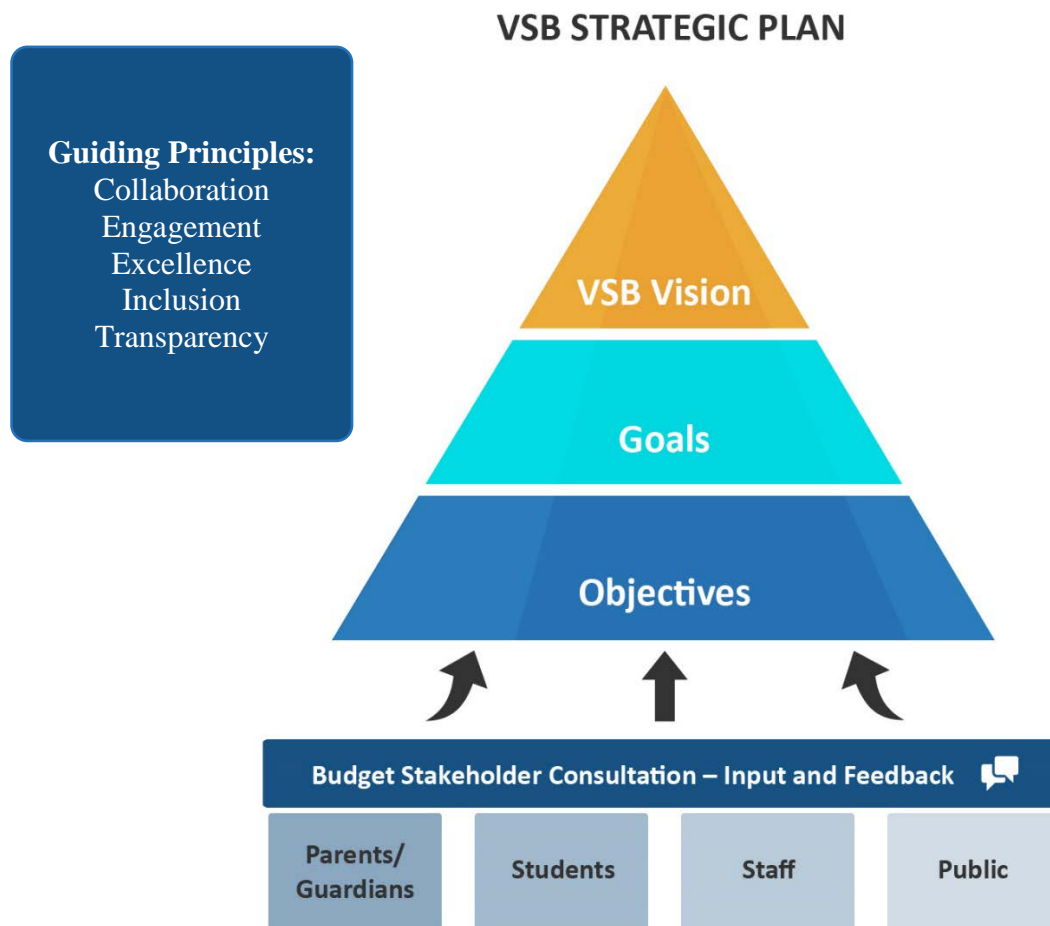 VSB STRATEGIC PLAN
Guiding Principles:
Collaboration
Engagement
Excellence
Inclusion
Transparency
VSB Vision
Goals
Objectives
Budget Stakeholder Consultation – Input and Feedback
Parents/
Guardians
Students
Staff
Public